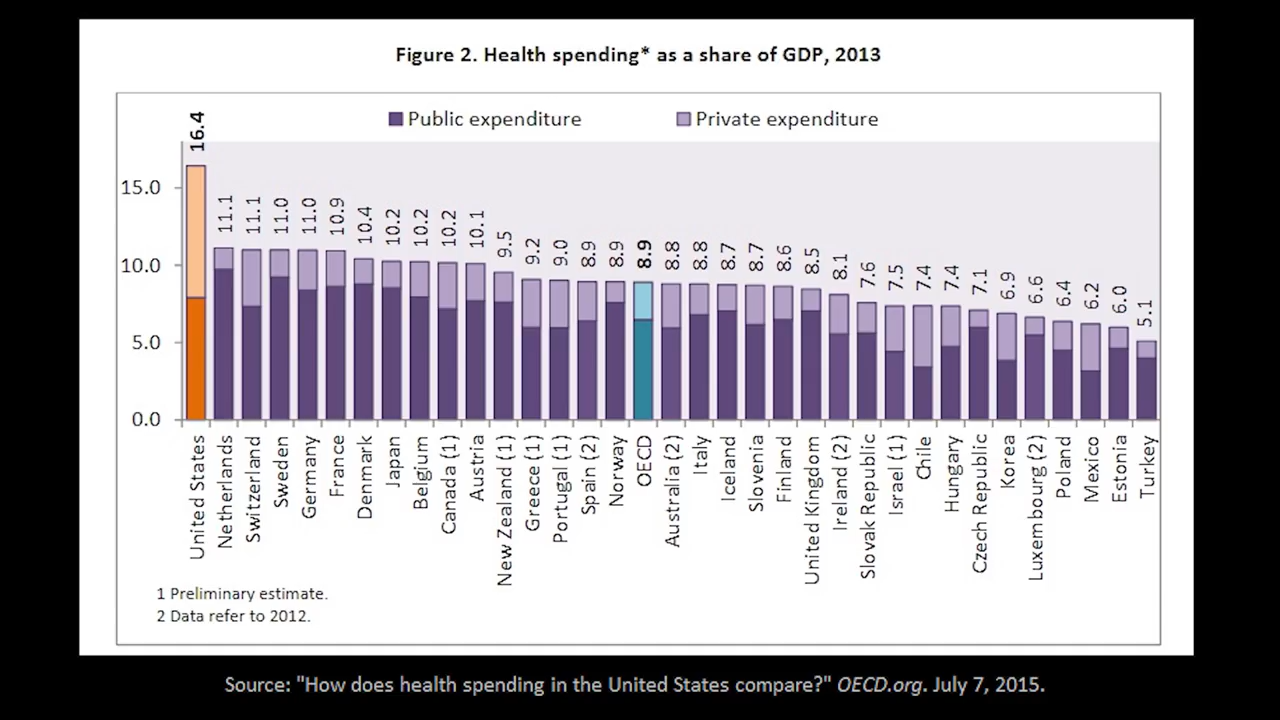 Figure 2. Health spending* as a share of GDP, 2013
Public expenditure
Private expenditure
16.4
11.1
11.1
11.0
11.0
10.9
10.4
10.2
10.2
10.2
10.1
9.5
9.2
9.0
8.9
8.9
8.9
8.8
8.8
8.7
8.7
8.6
8.5
8.1
7.6
7.5
7.4
7.4
7.1
6.9
6.6
6.4
6.2
6.0
5.1
15.0
10.0
5.0
0.0
United States
Netherlands
Switzerland
Sweden
Germany
France
Denmark
Japan
Belgium
Canada (1)
Austria
New Zealand (1)
Greece (1)
Portugal (1)
Spain (2)
Norway
OECD
Australia (2)
Italy
Iceland
Slovenia
Finland
United Kingdom
Ireland (2)
Slovak Republic
Israel (1)
Chile
Hungary
Czech Republic
Korea
Luxembourg (2)
Poland
Mexico
Estonia
Turkey
1 Preliminary estimate.
2 Data refer to 2012.
Source: "How does health spending in the United States compare?" OECD.org. July 7, 2015.